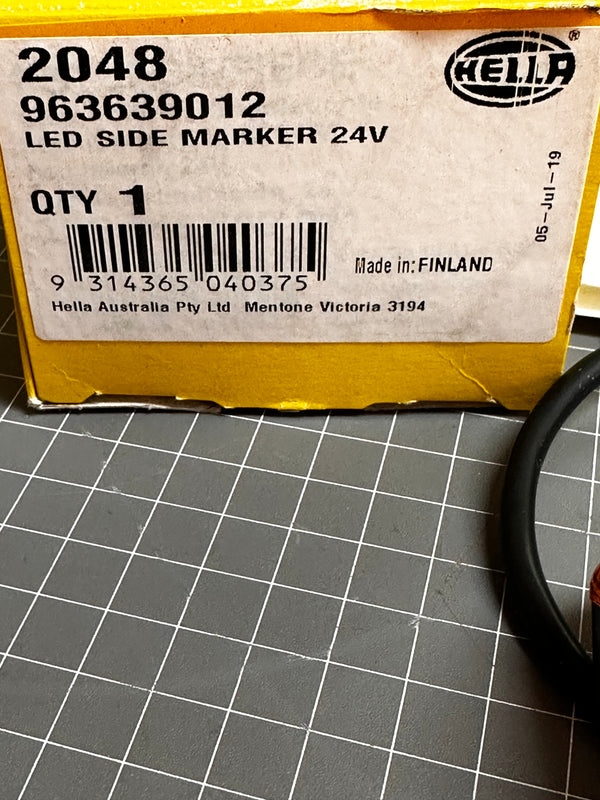 2048
HELLA®
963639012
LED SIDE MARKER 24V
QTY 1
05-Jul-19
9 314365 040375
Made in: FINLAND
Hella Australia Pty Ltd Mentone Victoria 3194